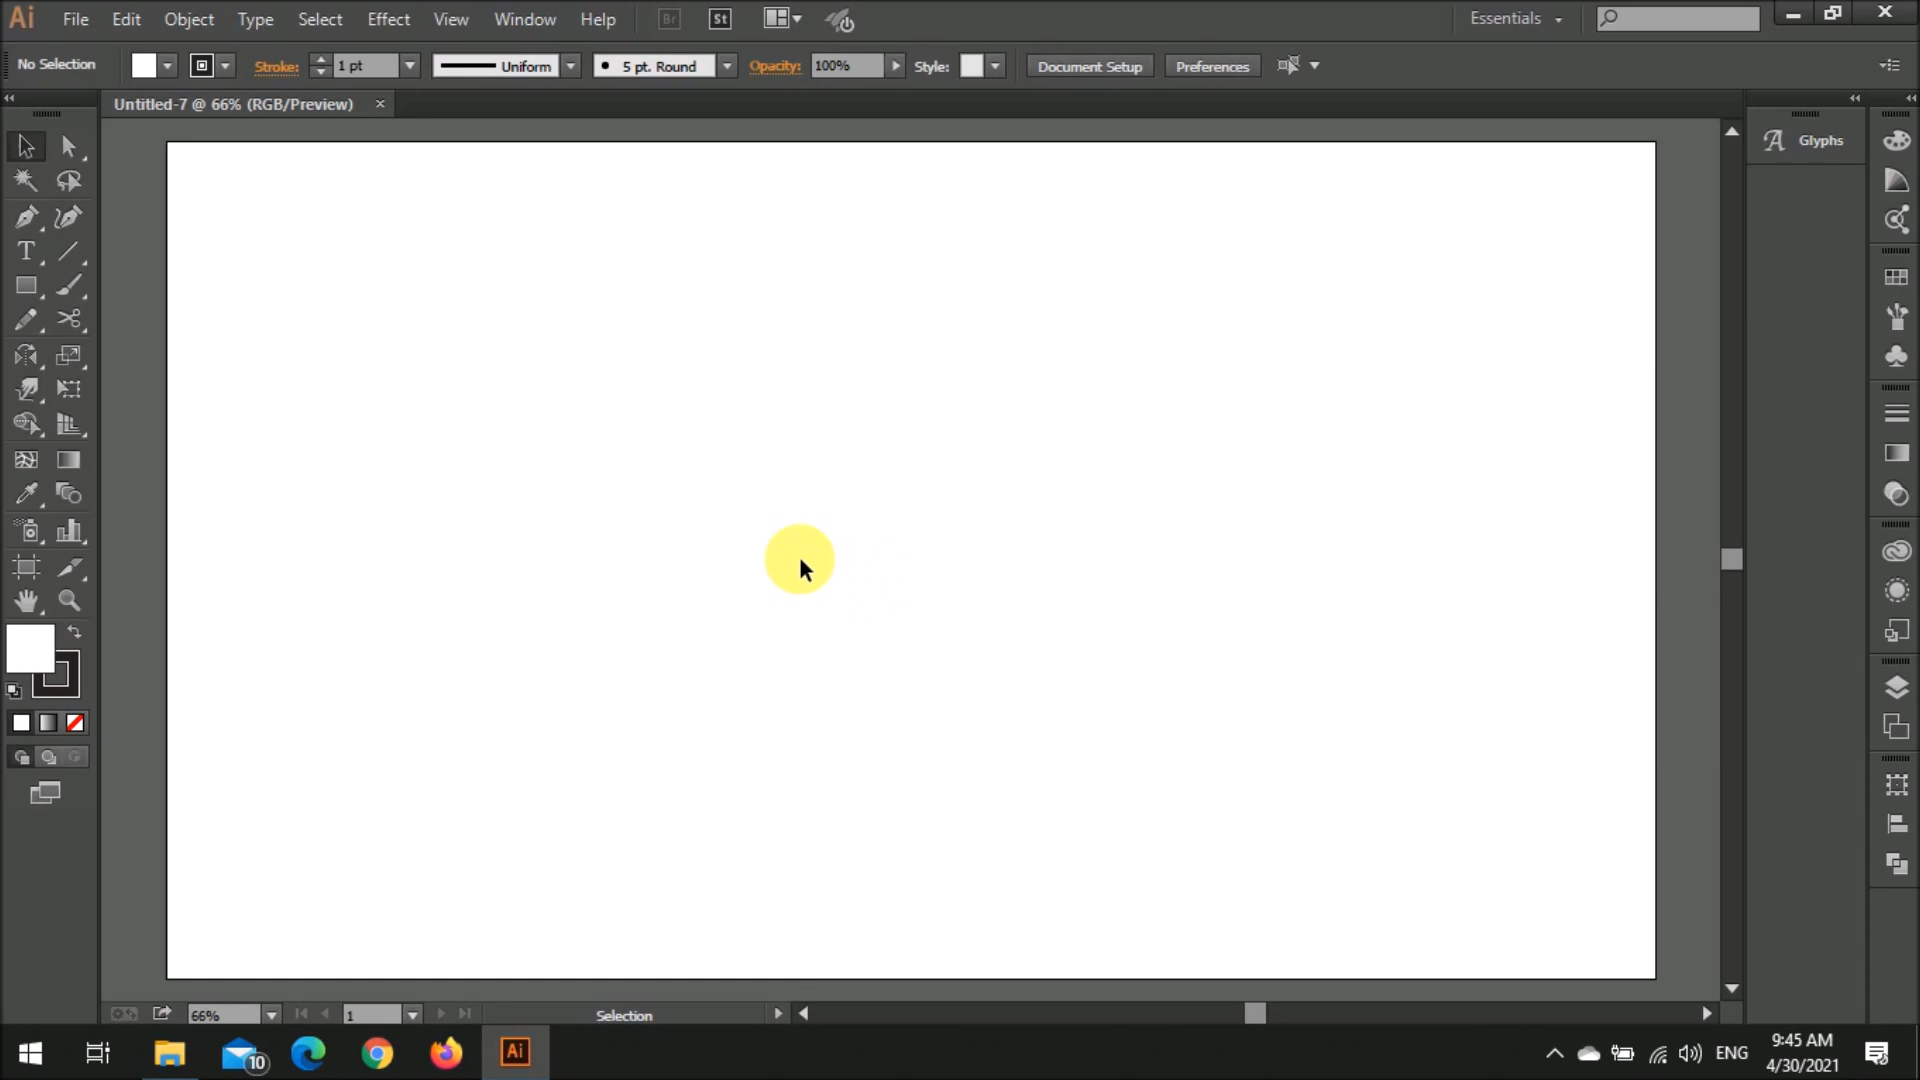 Ai File Edit Object Type Select Effect View Window Help Br St Essentials
No Selection Stroke: 1 pt Uniform 5 pt. Round Opacity: 100% Style: Document Setup Preferences
Untitled-7 @ 66% (RGB/Preview) ×
A Glyphs
T
66% 1 Selection
10 Ai ENG 9:45 AM
4/30/2021